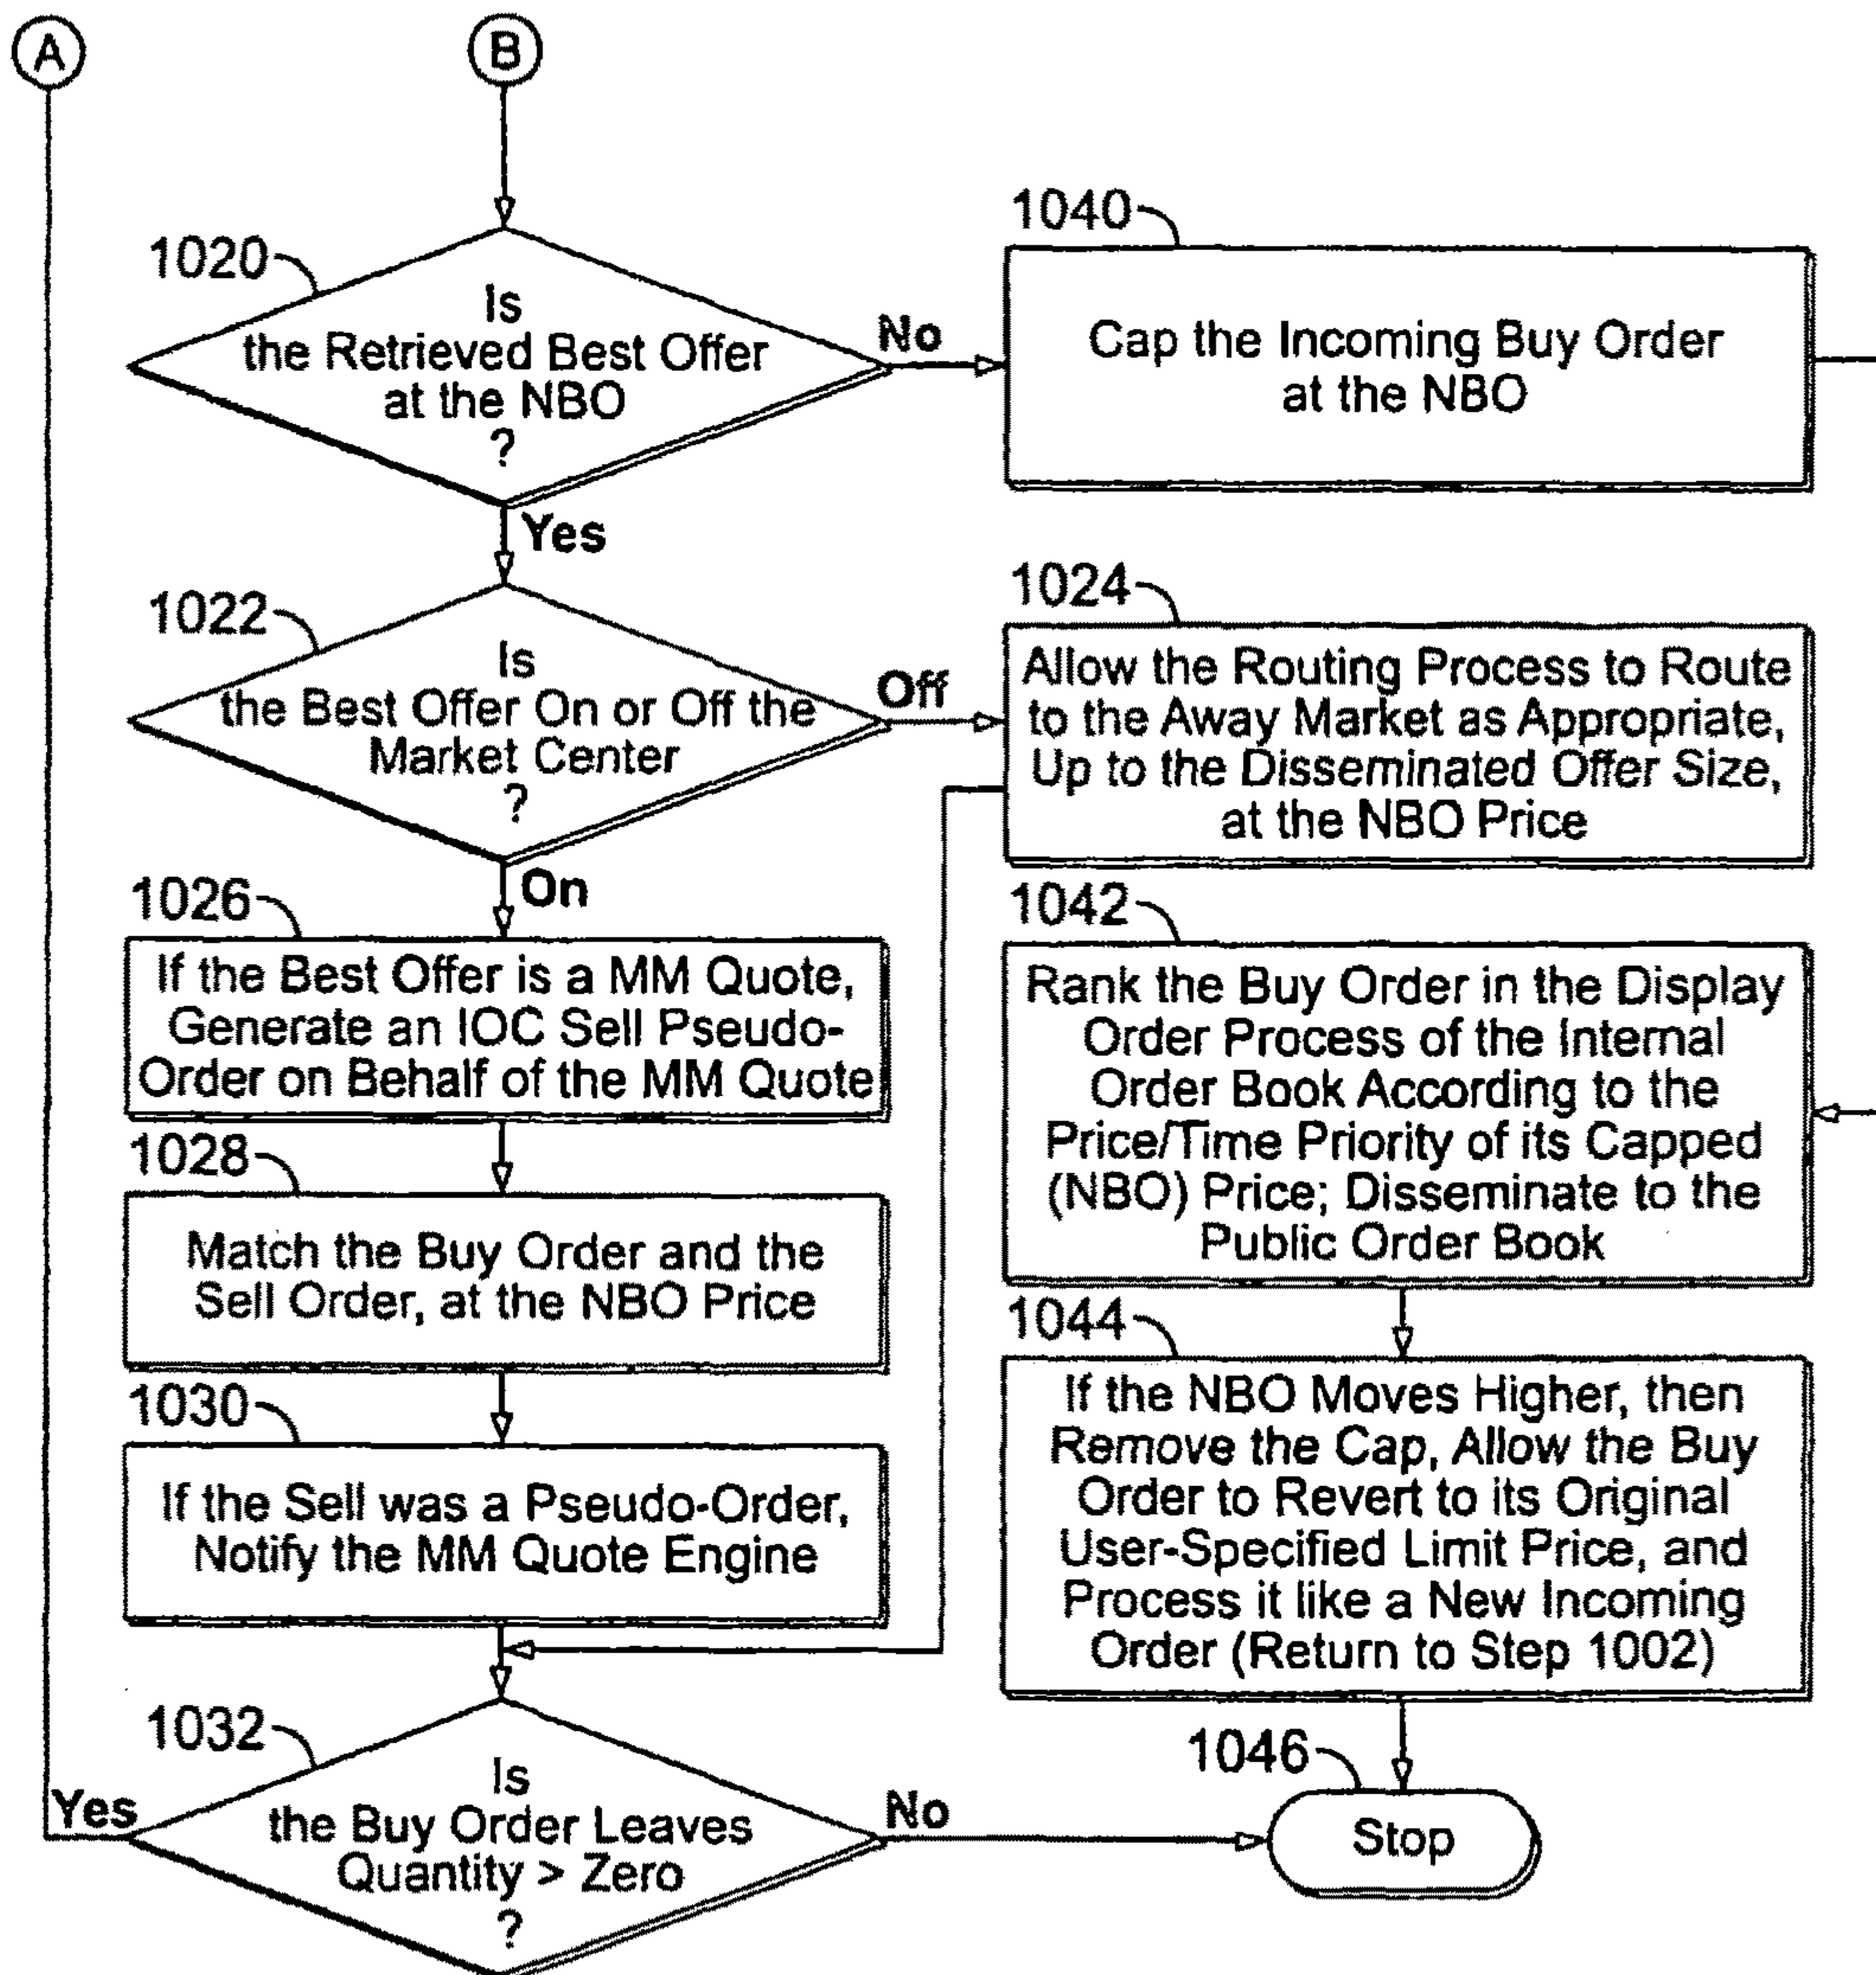 A
B
1020
Is
the Retrieved Best Offer
at the NBO
?
No
Yes
1040
Cap the Incoming Buy Order
at the NBO
1022
Is
the Best Offer On or Off the
Market Center
?
Off
On
1024
Allow the Routing Process to Route
to the Away Market as Appropriate,
Up to the Disseminated Offer Size,
at the NBO Price
1026
If the Best Offer is a MM Quote,
Generate an IOC Sell Pseudo-
Order on Behalf of the MM Quote
1042
Rank the Buy Order in the Display
Order Process of the Internal
Order Book According to the
Price/Time Priority of its Capped
(NBO) Price; Disseminate to the
Public Order Book
1028
Match the Buy Order and the
Sell Order, at the NBO Price
1044
If the NBO Moves Higher, then
Remove the Cap, Allow the Buy
Order to Revert to its Original
User-Specified Limit Price, and
Process it like a New Incoming
Order (Return to Step 1002)
1030
If the Sell was a Pseudo-Order,
Notify the MM Quote Engine
1032
Is
the Buy Order Leaves
Quantity > Zero
?
Yes
No
1046
Stop